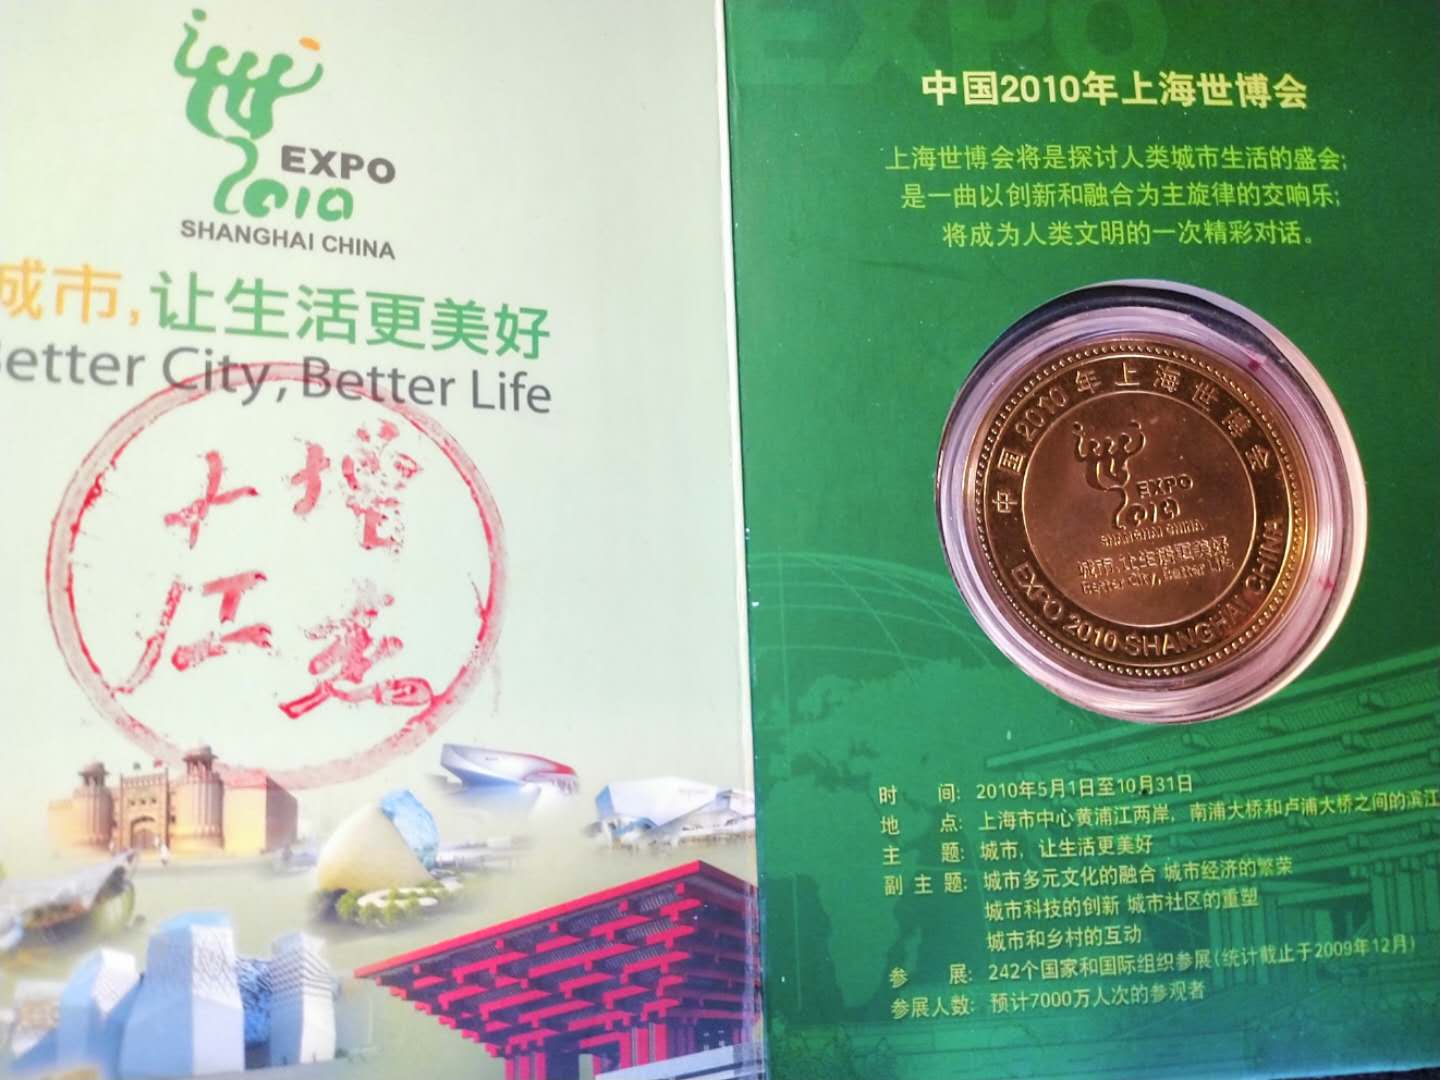 EXPO
2010
SHANGHAI CHINA
城市,让生活更美好
Better City, Better Life
中国2010年上海世博会
上海世博会将是探讨人类城市生活的盛会;
是一曲以创新和融合为主旋律的交响乐;
将成为人类文明的一次精彩对话。
中国2010年上海世博会
EXPO
2010
SHANGHAI CHINA
城市,让生活更美好
Better City, Better Life
EXPO 2010 SHANGHAI CHINA
时 间: 2010年5月1日至10月31日
地 点: 上海市中心黄浦江两岸, 南浦大桥和卢浦大桥之间的滨江
主 题: 城市, 让生活更美好
副 主 题: 城市多元文化的融合 城市经济的繁荣
城市科技的创新 城市社区的重塑
城市和乡村的互动
参 展: 242个国家和国际组织参展(统计截止于2009年12月)
参展人数: 预计7000万人次的参观者